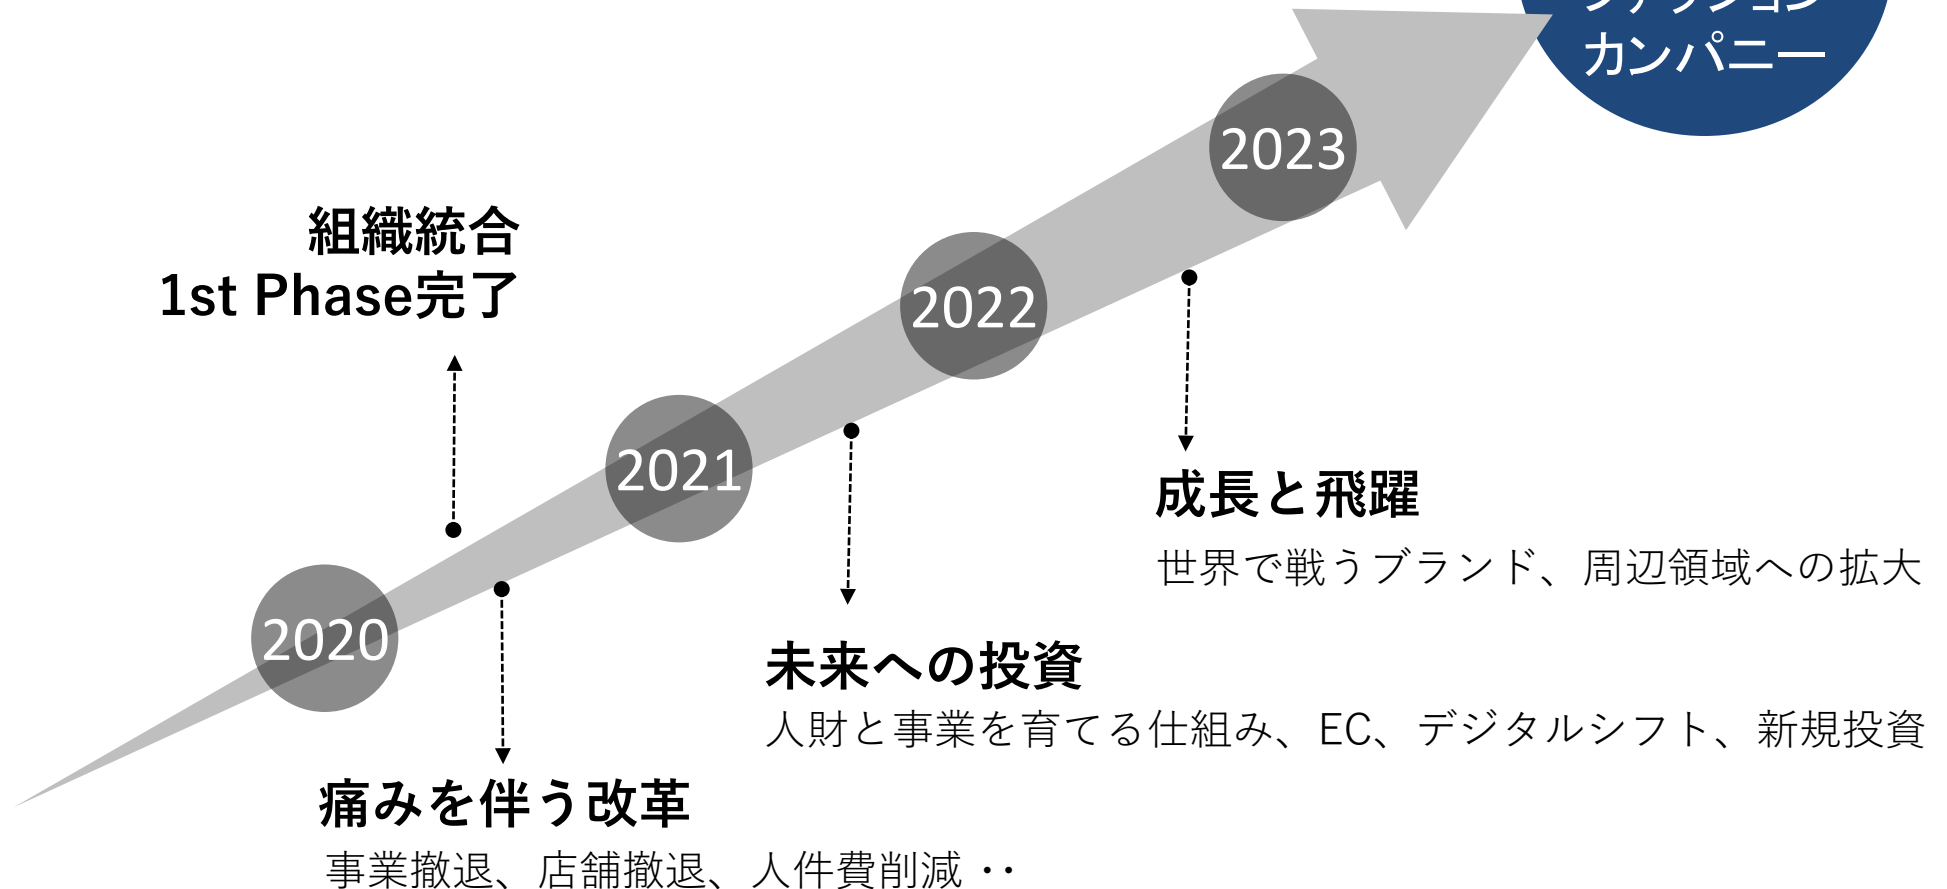 カンパニー
2023
組織統合
1st Phase完了
2022
2021
成長と飛躍
世界で戦うブランド、周辺領域への拡大
2020
未来への投資
人財と事業を育てる仕組み、EC、デジタルシフト、新規投資
痛みを伴う改革
事業撤退、店舗撤退、人件費削減 ‥